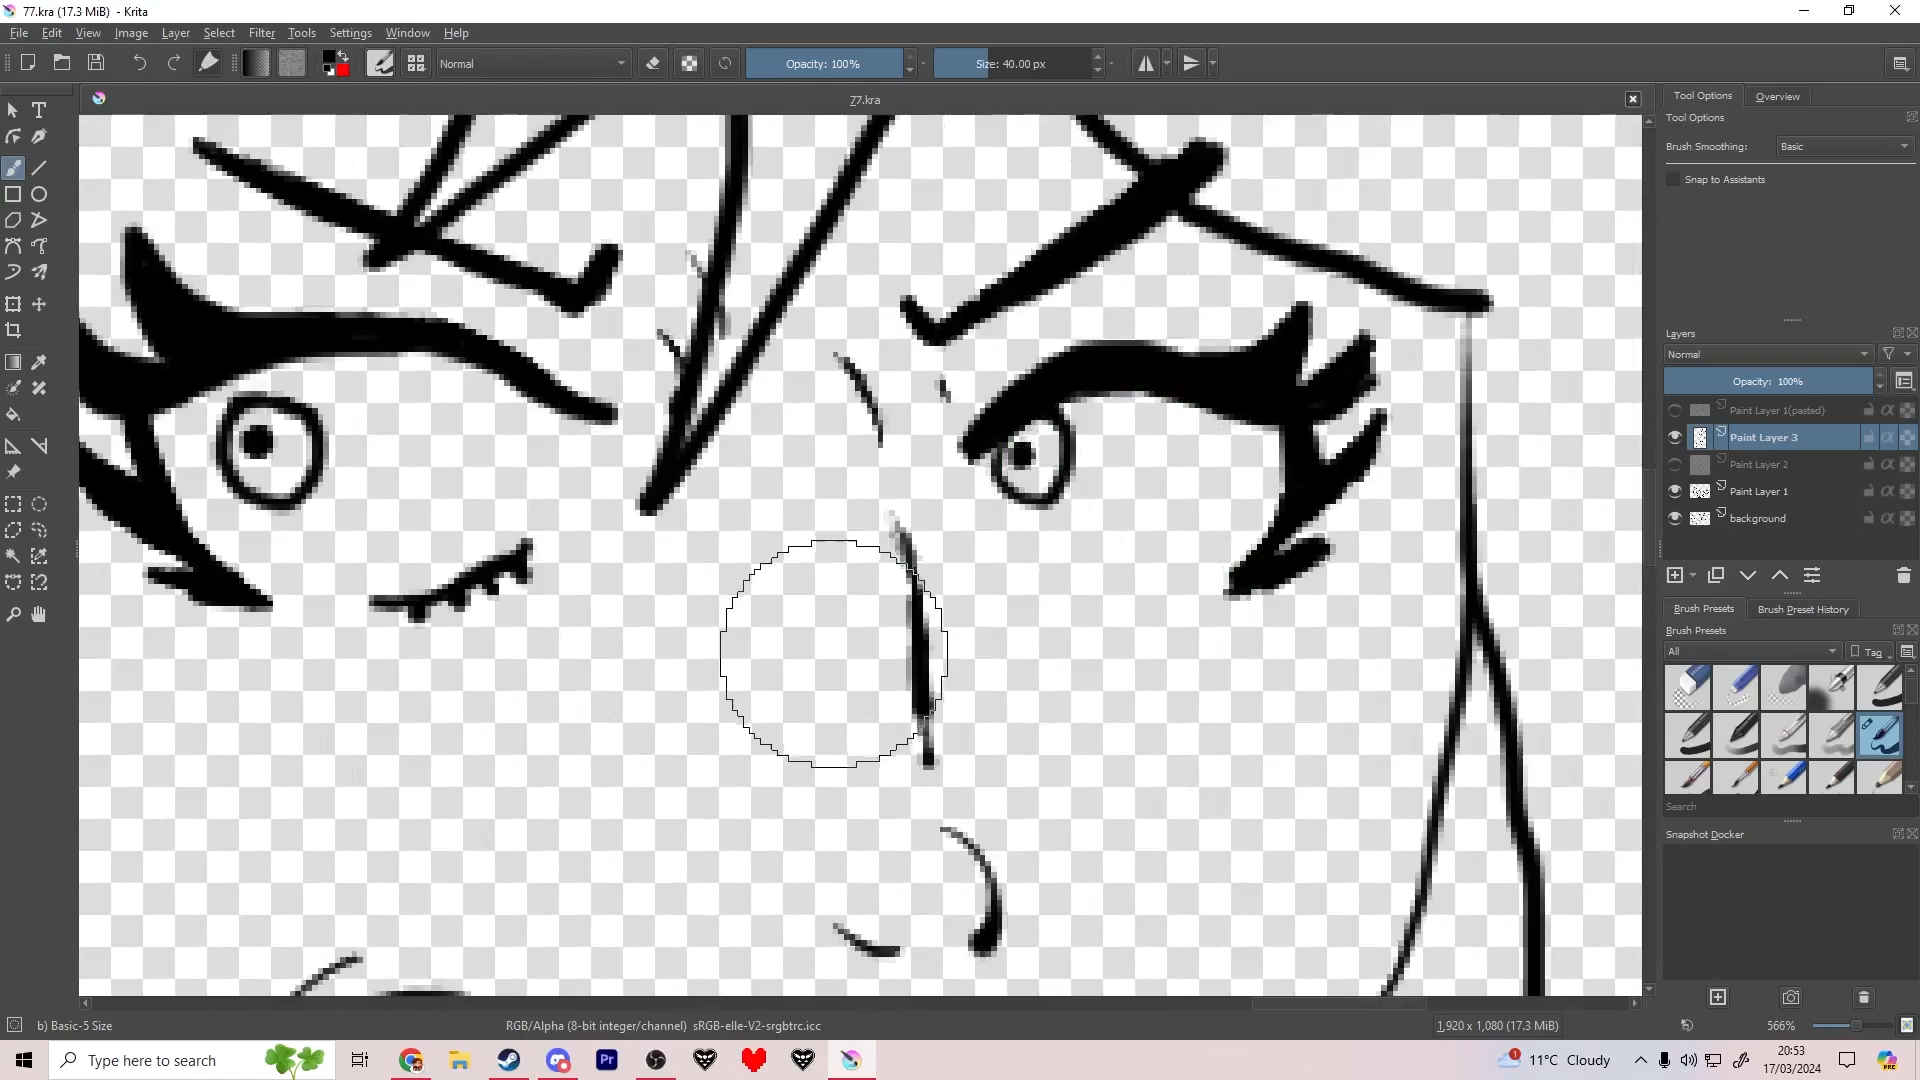 77.kra (17.3 MiB) - Krita
File Edit View Image Layer Select Filter Tools Settings Window Help
Normal Opacity: 100% Size: 40.00 px
77.kra
Tool Options Overview
Tool Options
Brush Smoothing: Basic
Snap to Assistants
Layers
Normal
Opacity: 100%
Paint Layer 1(pasted)
Paint Layer 3
Paint Layer 2
Paint Layer 1
background
Brush Presets Brush Preset History
Brush Presets
All Tag
Search
Snapshot Docker
b) Basic-5 Size RGB/Alpha (8-bit integer/channel) sRGB-elle-V2-srgbtrc.icc 1,920 x 1,080 (17.3 MiB) 566%
Type here to search Pr 1 11°C Cloudy 20:53
17/03/2024
PRE